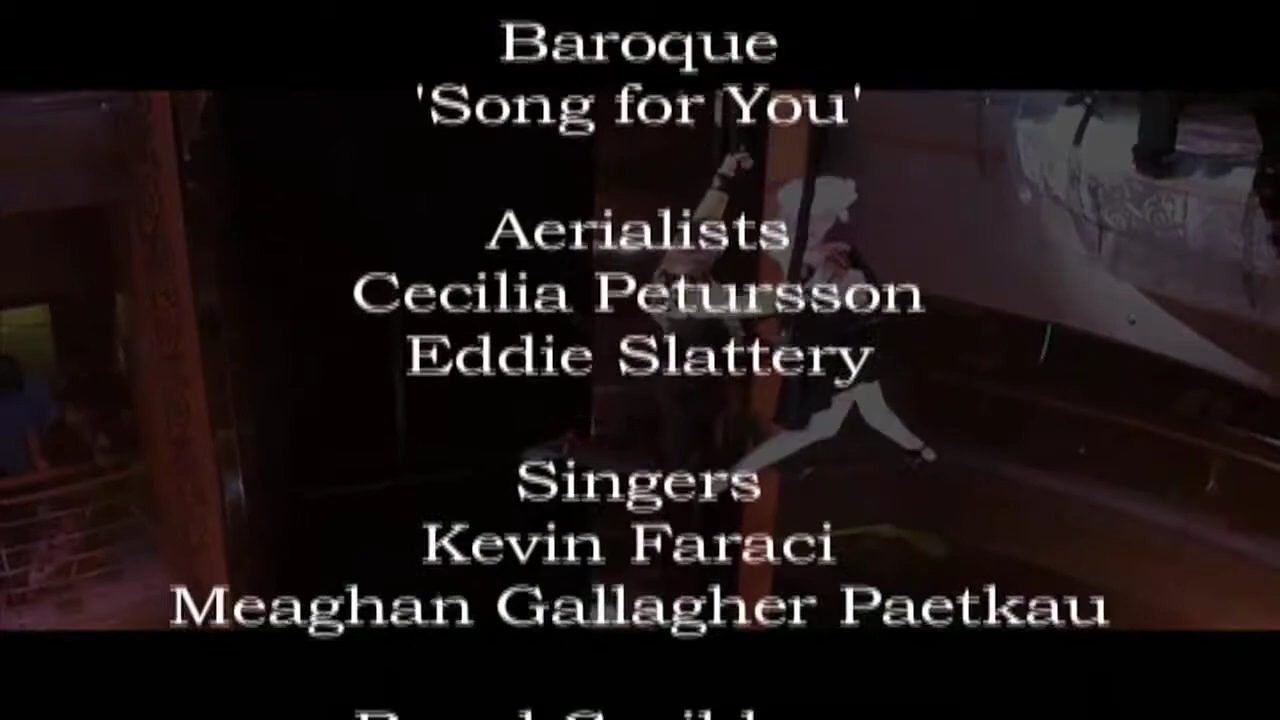 Baroque
'Song for You'
Aerialists
Cecilia Petursson
Eddie Slattery
Singers
Kevin Faraci
Meaghan Gallagher Paetkau